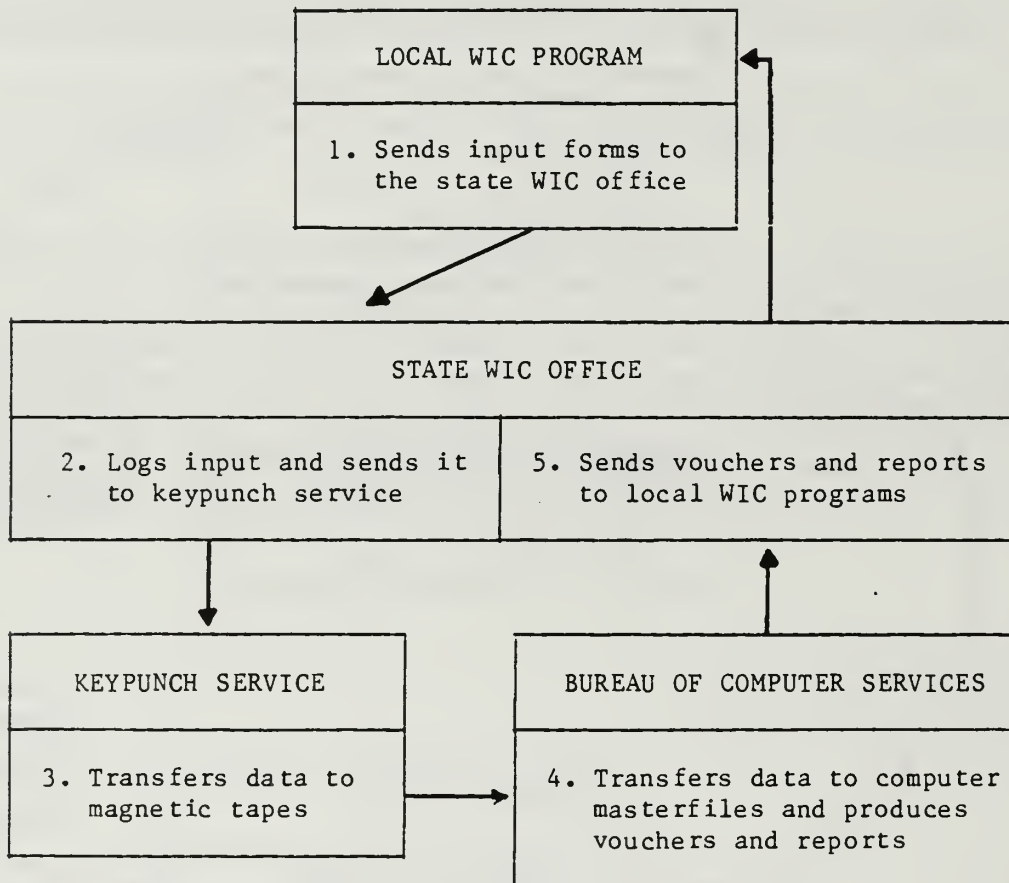 LOCAL WIC PROGRAM
1. Sends input forms to
the state WIC office
STATE WIC OFFICE
2. Logs input and sends it
to keypunch service
5. Sends vouchers and reports
to local WIC programs
KEYPUNCH SERVICE
3. Transfers data to
magnetic tapes
BUREAU OF COMPUTER SERVICES
4. Transfers data to computer
masterfiles and produces
vouchers and reports